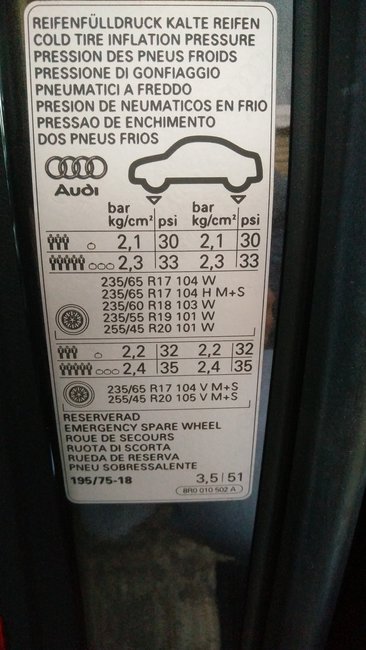 REIFENFÜLLDRUCK KALTE REIFEN
COLD TIRE INFLATION PRESSURE
PRESSION DES PNEUS FROIDS
PRESSIONE DI GONFIAGGIO
PNEUMATICI A FREDDO
PRESION DE NEUMATICOS EN FRIO
PRESSAO DE ENCHIMENTO
DOS PNEUS FRIOS
Audi
bar kg/cm² psi bar kg/cm² psi
2,1 30 2,1 30
2,3 33 2,3 33
235/65 R17 104 W
235/65 R17 104 H M+S
235/60 R18 103 W
235/55 R19 101 W
255/45 R20 101 W
2,2 32 2,2 32
2,4 35 2,4 35
235/65 R17 104 V M+S
255/45 R20 105 V M+S
RESERVERAD
EMERGENCY SPARE WHEEL
ROUE DE SECOURS
RUOTA DI SCORTA
RUEDA DE RESERVA
PNEU SOBRESSALENTE
195/75-18 3,5 51
8R0 010 502 A